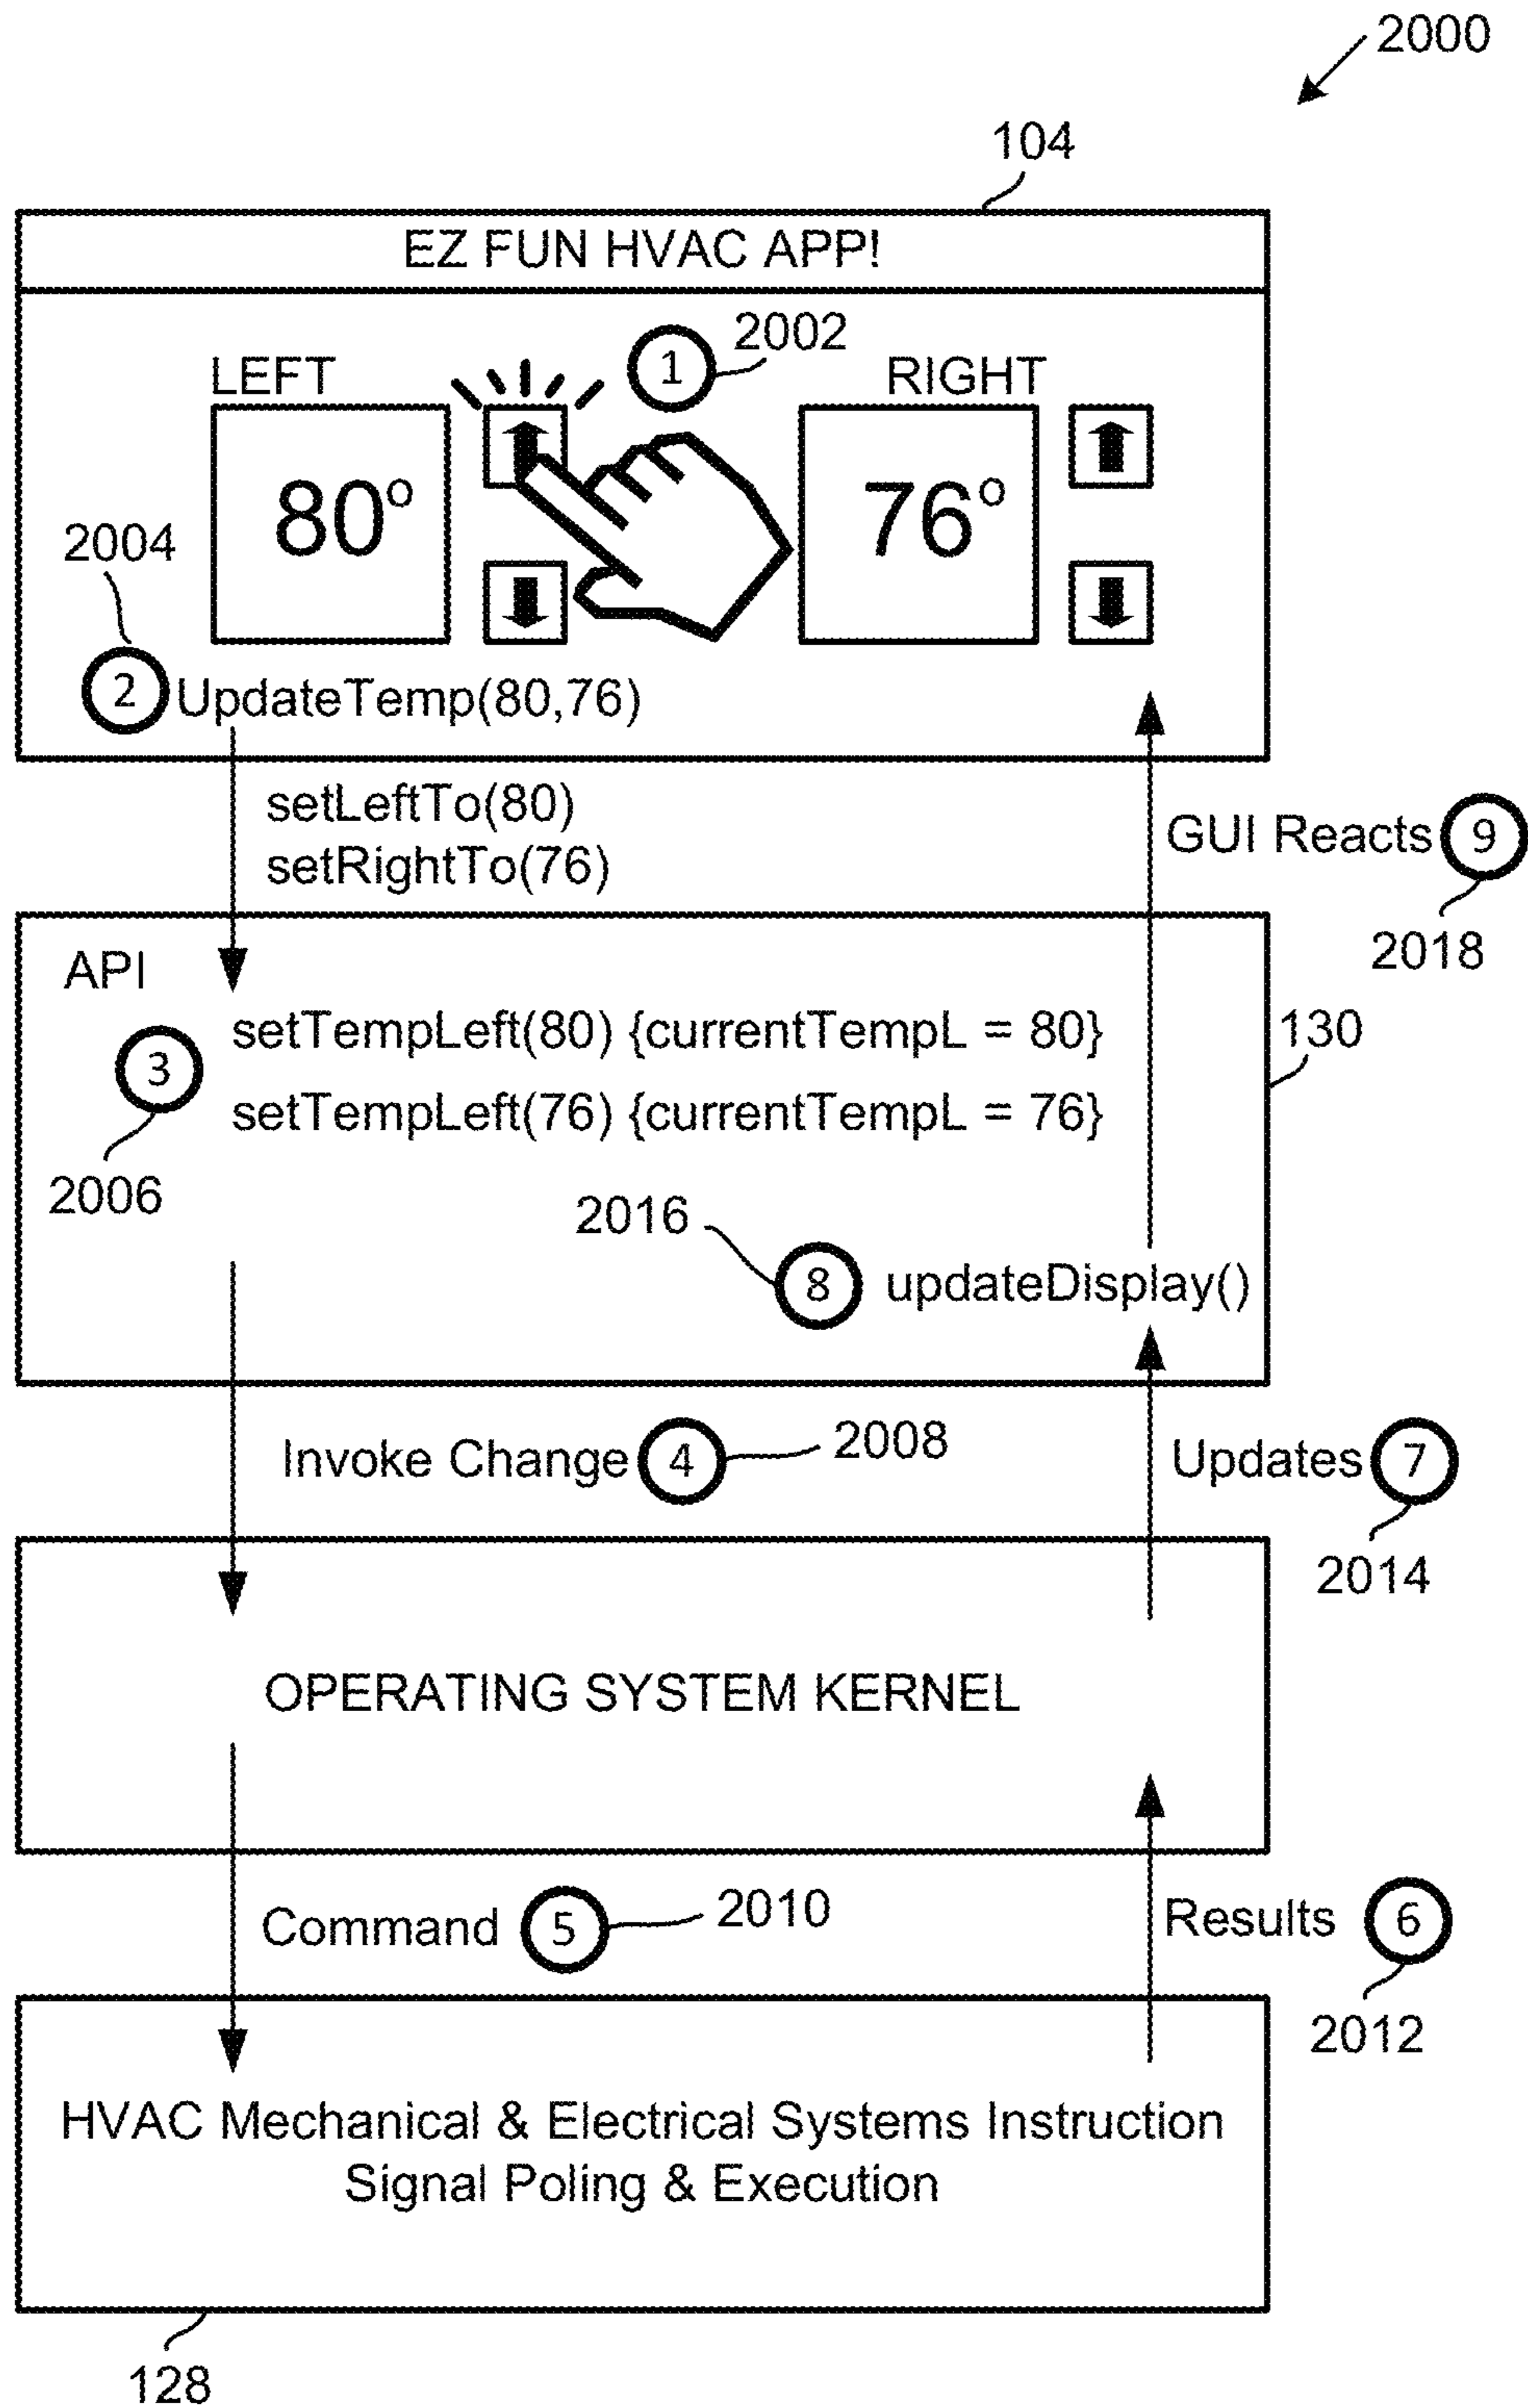 2000
104
EZ FUN HVAC APP!
1 2002
LEFT
RIGHT
80°
76°
2004
2 UpdateTemp(80,76)
setLeftTo(80)
setRightTo(76)
GUI Reacts 9
2018
API
3
setTempLeft(80) {currentTempL = 80}
setTempLeft(76) {currentTempL = 76}
2006
130
2016
8 updateDisplay()
Invoke Change 4 2008
Updates 7
2014
OPERATING SYSTEM KERNEL
Command 5 2010
Results 6
2012
HVAC Mechanical & Electrical Systems Instruction
Signal Poling & Execution
128